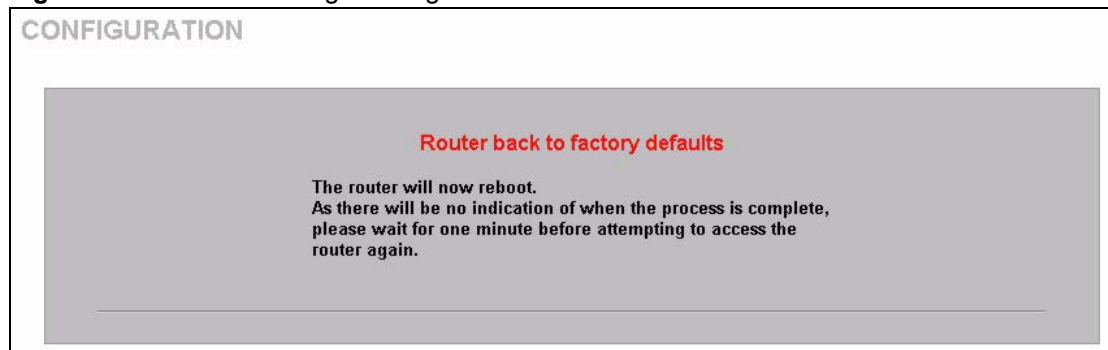 CONFIGURATION
Router back to factory defaults
The router will now reboot.
As there will be no indication of when the process is complete,
please wait for one minute before attempting to access the
router again.